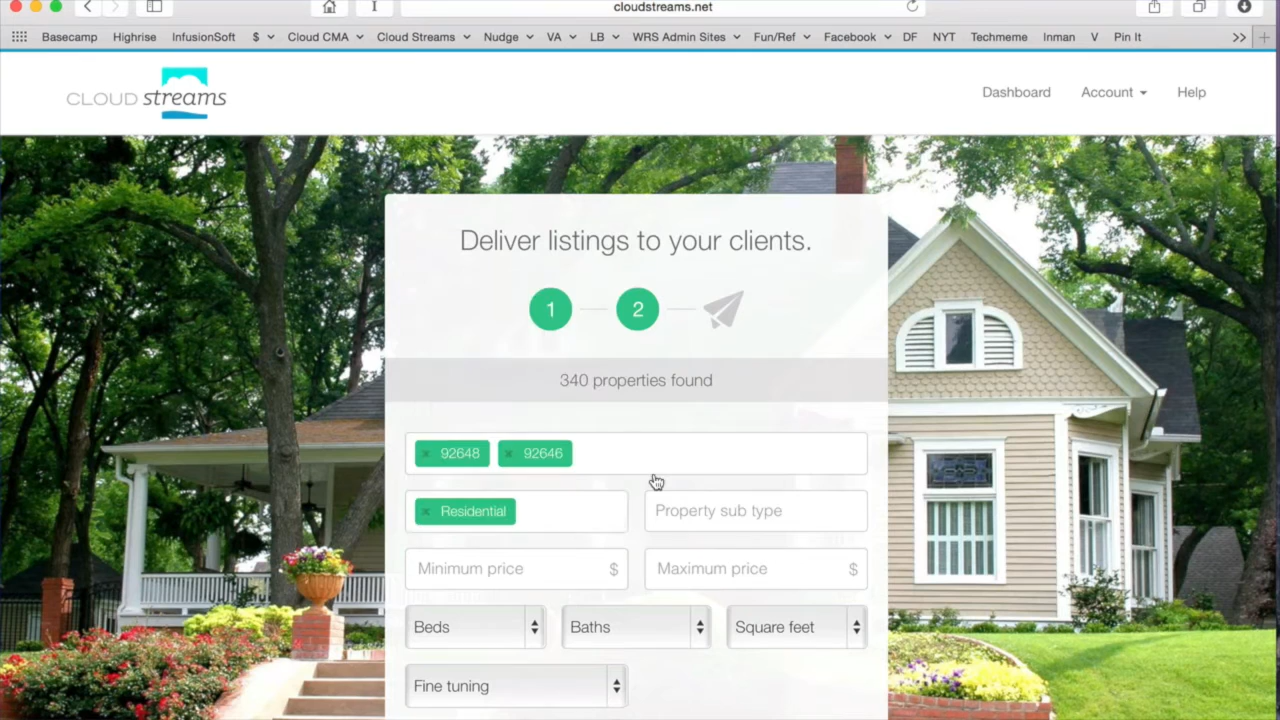 cloudstreams.net
Basecamp Highrise InfusionSoft $ Cloud CMA Cloud Streams Nudge VA LB WRS Admin Sites Fun/Ref Facebook DF NYT Techmeme Inman V Pin It >>
CLOUD streams
Dashboard Account Help
Deliver listings to your clients.
1 2
340 properties found
× 92648 × 92646
× Residential Property sub type
Minimum price $ Maximum price $
Beds Baths Square feet
Fine tuning